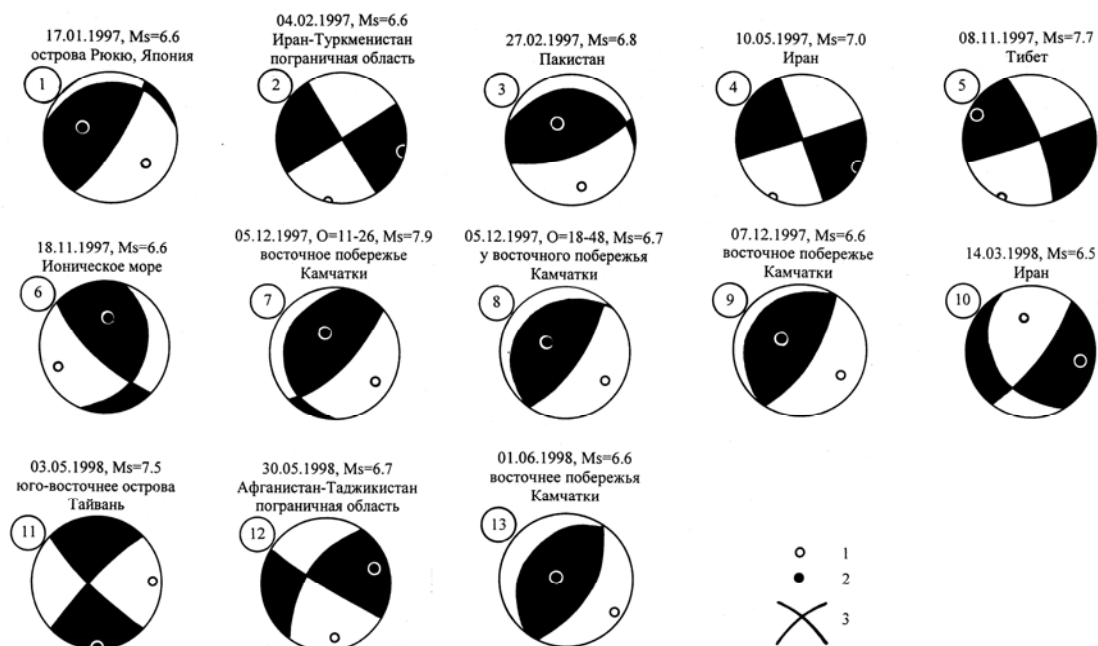 17.01.1997, Ms=6.6
острова Рюкю, Япония
1
04.02.1997, Ms=6.6
Иран-Туркменистан
пограничная область
2
27.02.1997, Ms=6.8
Пакистан
3
10.05.1997, Ms=7.0
Иран
4
08.11.1997, Ms=7.7
Тибет
5
18.11.1997, Ms=6.6
Ионическое море
6
05.12.1997, O=11-26, Ms=7.9
восточное побережье
Камчатки
7
05.12.1997, O=18-48, Ms=6.7
у восточного побережья
Камчатки
8
07.12.1997, Ms=6.6
восточное побережье
Камчатки
9
14.03.1998, Ms=6.5
Иран
10
03.05.1998, Ms=7.5
юго-восточнее острова
Тайвань
11
30.05.1998, Ms=6.7
Афганистан-Таджикистан
пограничная область
12
01.06.1998, Ms=6.6
восточнее побережья
Камчатки
13
1
2
3